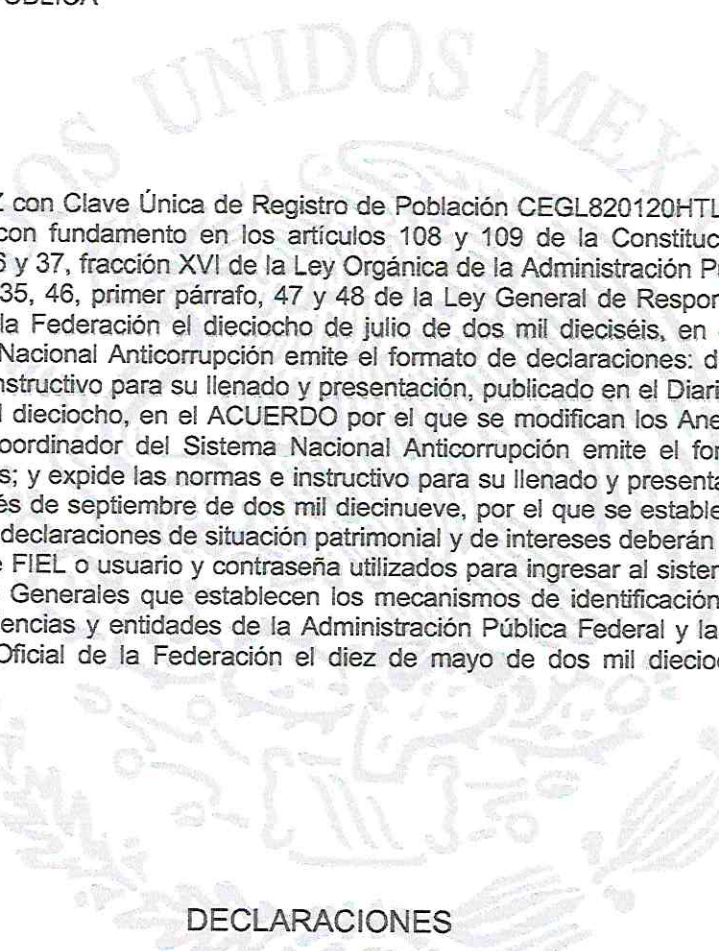 UNIDOS MEX
Z con Clave Única de Registro de Población CEGL820120HTL
con fundamento en los artículos 108 y 109 de la Constituc
6 y 37, fracción XVI de la Ley Orgánica de la Administración P
35, 46, primer párrafo, 47 y 48 de la Ley General de Respor
la Federación el dieciocho de julio de dos mil dieciséis, en
Nacional Anticorrupción emite el formato de declaraciones: d
nstructivo para su llenado y presentación, publicado en el Diari
l dieciocho, en el ACUERDO por el que se modifican los Ane
oordinador del Sistema Nacional Anticorrupción emite el for
s; y expide las normas e instructivo para su llenado y presenta
és de septiembre de dos mil diecinueve, por el que se estable
declaraciones de situación patrimonial y de intereses deberán
e FIEL o usuario y contraseña utilizados para ingresar al sister
Generales que establecen los mecanismos de identificación
encias y entidades de la Administración Pública Federal y la
Oficial de la Federación el diez de mayo de dos mil diecioc
DECLARACIONES